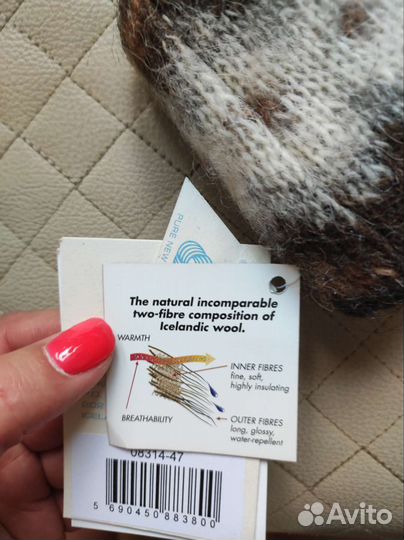 PURE NEW
The natural incomparable
two-fibre composition of
Icelandic wool.
WARMTH
INNER FIBRES
fine, soft,
highly insulating
BREATHABILITY
OUTER FIBRES
long, glossy,
water-repellent
08314-47
5 690450 883800
Avito